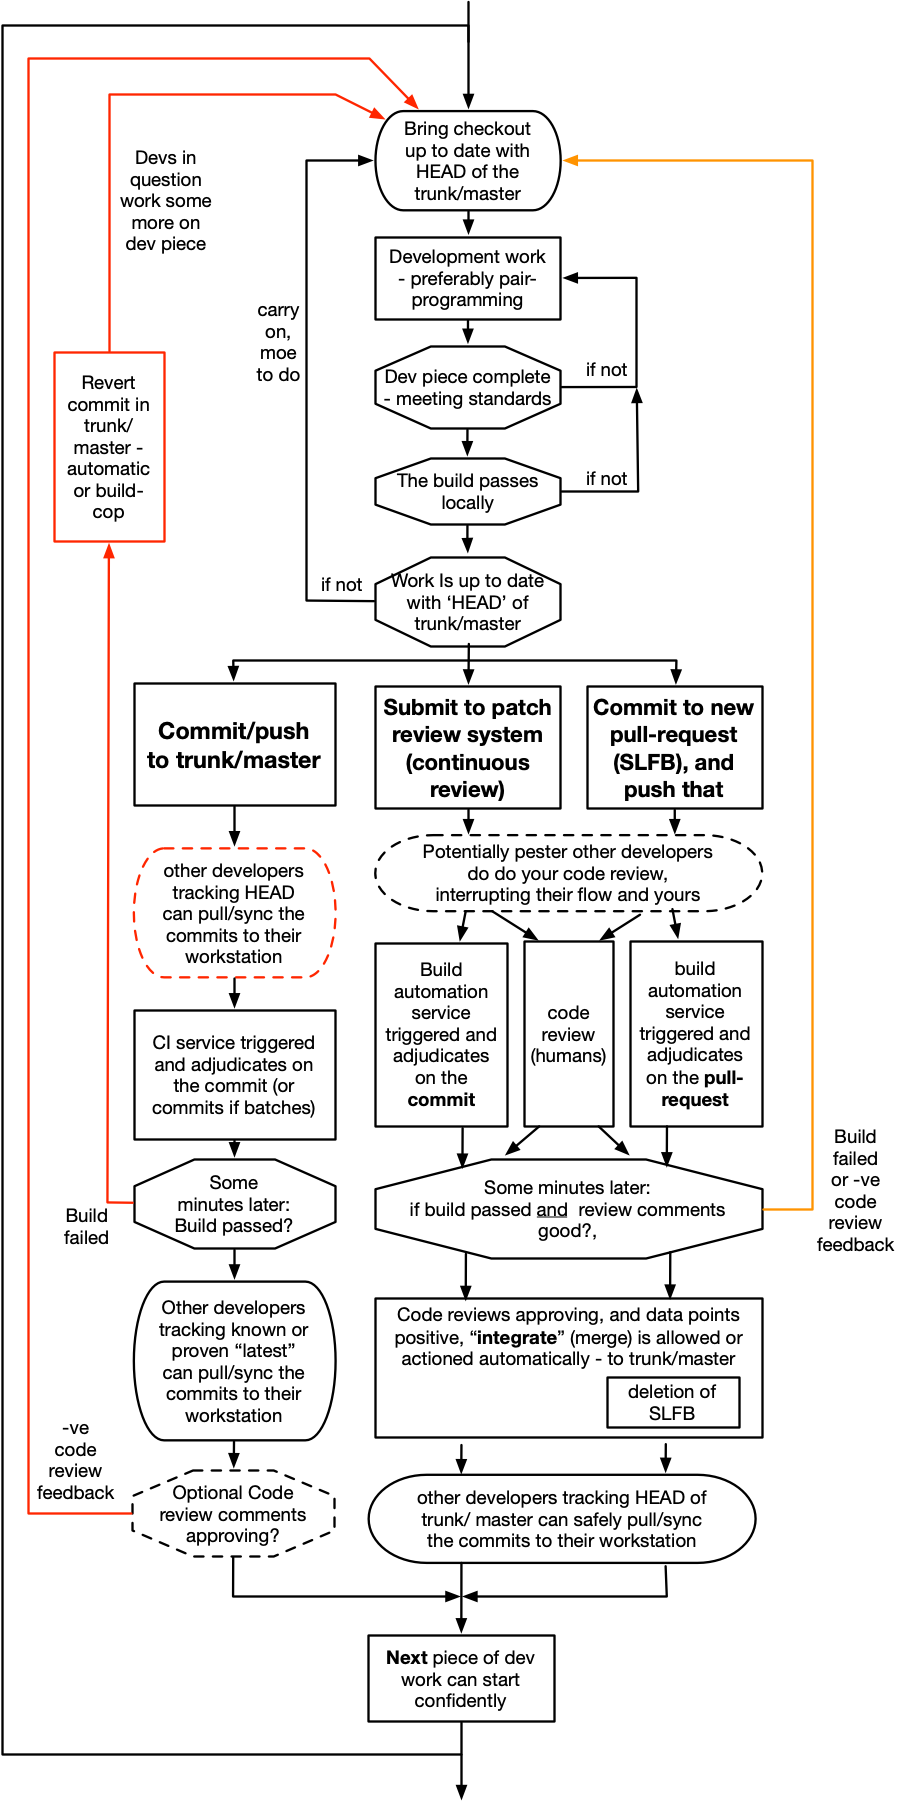 Bring checkout
up to date with
HEAD of the
trunk/master
Devs in
question
work some
more on
dev piece
Development work
- preferably pair-
programming
carry
on,
moe
to do
Dev piece complete
- meeting standards
if not
Revert
commit in
trunk/
master -
automatic
or build-
cop
The build passes
locally
if not
Work Is up to date
with ‘HEAD’ of
trunk/master
if not
Commit/push
to trunk/master
Submit to patch
review system
(continuous
review)
Commit to new
pull-request
(SLFB), and
push that
other developers
tracking HEAD
can pull/sync the
commits to their
workstation
Potentially pester other developers
do do your code review,
interrupting their flow and yours
Build
automation
service
triggered and
adjudicates
on the
commit
code
review
(humans)
build
automation
service
triggered and
adjudicates
on the pull-
request
CI service triggered
and adjudicates on
the commit (or
commits if batches)
Some
minutes later:
Build passed?
Build
failed
Some minutes later:
if build passed and review comments
good?,
Build
failed
or -ve
code
review
feedback
Other developers
tracking known or
proven “latest”
can pull/sync the
commits to their
workstation
Code reviews approving, and data points
positive, “integrate” (merge) is allowed or
actioned automatically - to trunk/master
deletion of
SLFB
-ve
code
review
feedback
Optional Code
review comments
approving?
other developers tracking HEAD of
trunk/ master can safely pull/sync
the commits to their workstation
Next piece of dev
work can start
confidently